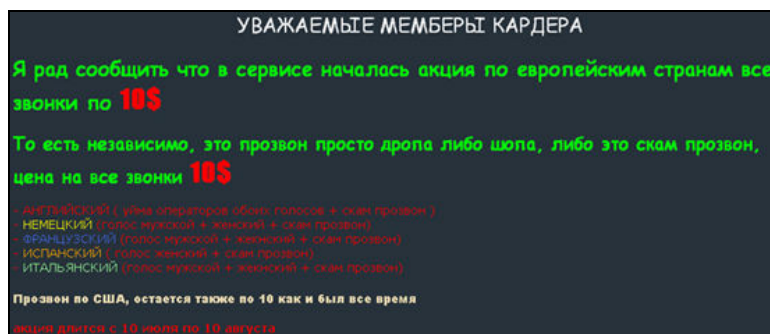 УВАЖАЕМЫЕ МЕМБЕРЫ КАРДЕРА
Я рад сообщить что в сервисе началась акция по европейским странам все
звонки по 10$
То есть независимо, это прозвон просто дропа либо шопа, либо это скам прозвон,
цена на все звонки 10$
- АНГЛИЙСКИЙ ( уйма операторов обоих голосов + скам прозвон )
- НЕМЕЦКИЙ (голос мужской + женский + скам прозвон)
- ФРАНЦУЗСКИЙ (голос мужской + жекнский + скам прозвон)
- ИСПАНСКИЙ ( голос женский + скам прозвон)
- ИТАЛЬЯНСКИЙ (голос мужской + жекнский + скам прозвон)
Прозвон по США, остается также по 10 как и был все время
акция длится с 10 июля по 10 августа